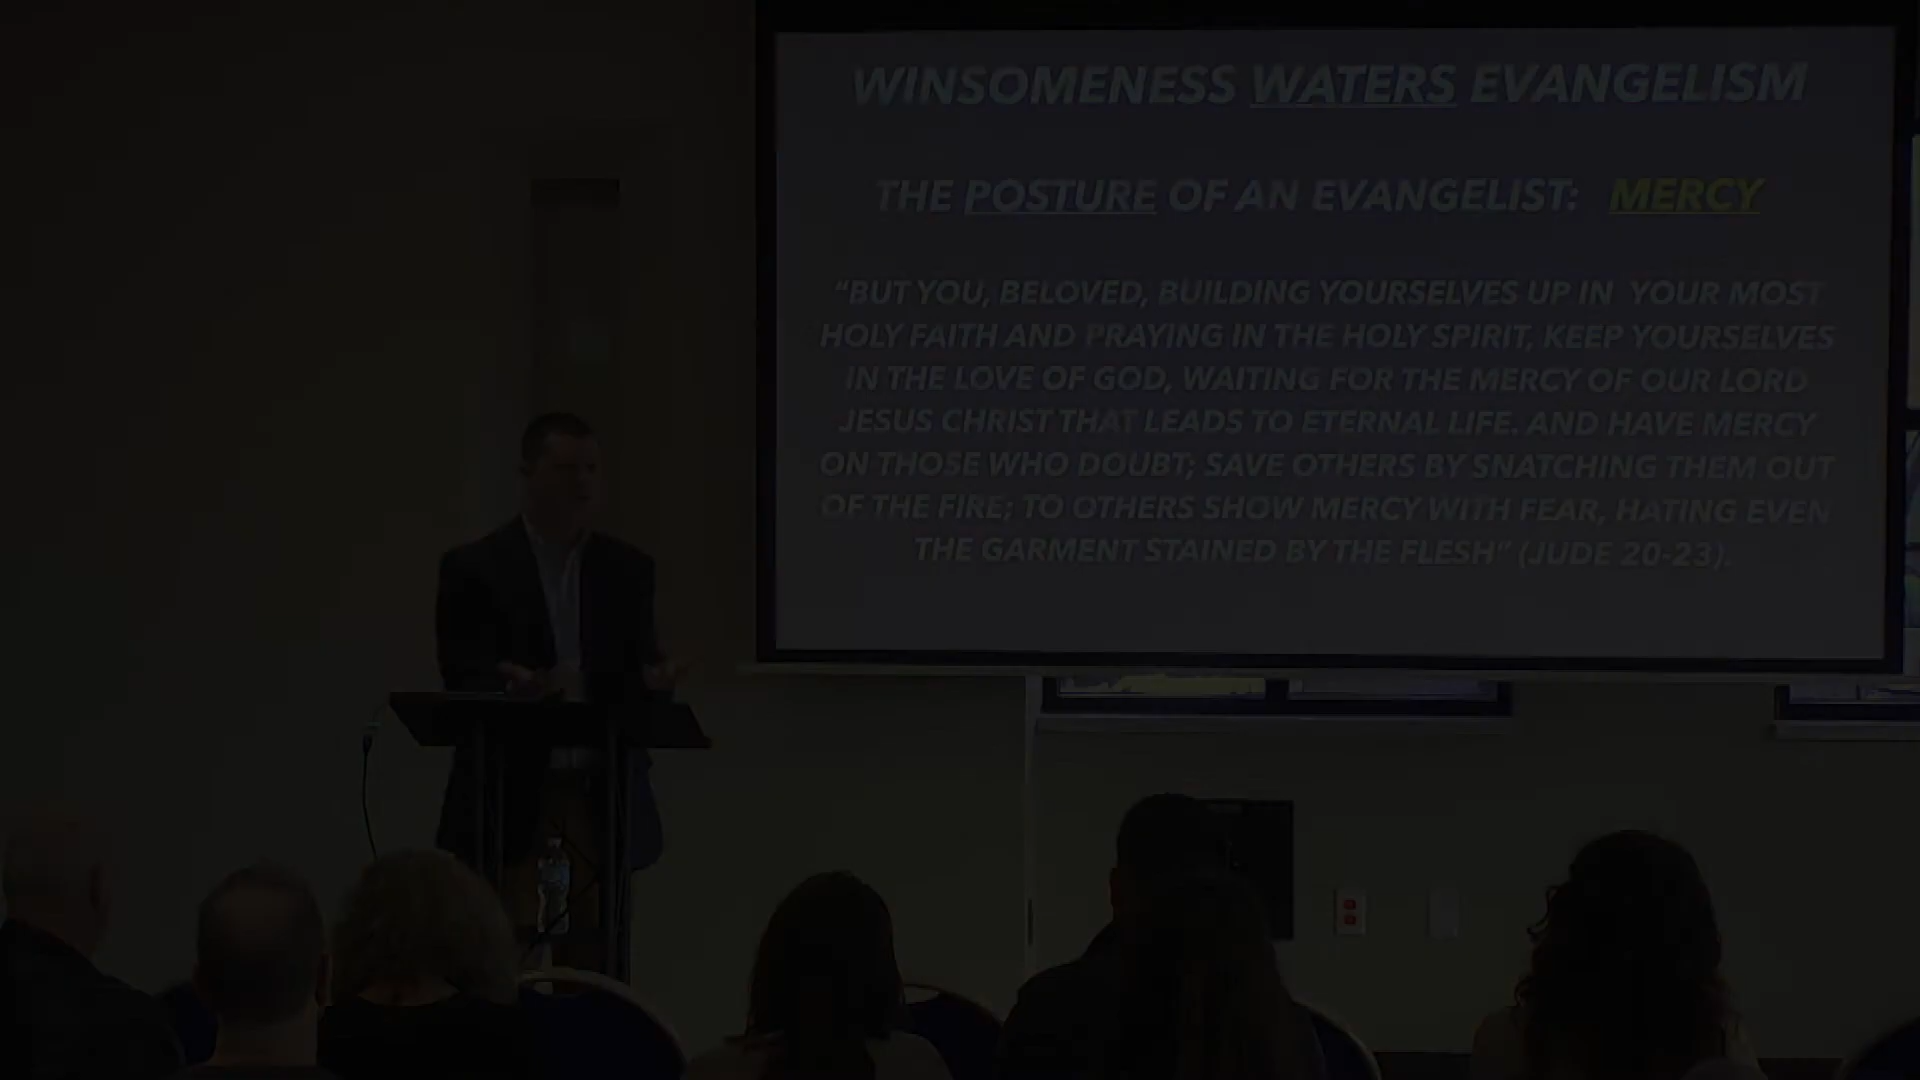 WINSOMENESS WATERS EVANGELISM
THE POSTURE OF AN EVANGELIST: MERCY
“BUT YOU, BELOVED, BUILDING YOURSELVES UP IN YOUR MOST
HOLY FAITH AND PRAYING IN THE HOLY SPIRIT, KEEP YOURSELVES
IN THE LOVE OF GOD, WAITING FOR THE MERCY OF OUR LORD
JESUS CHRIST THAT LEADS TO ETERNAL LIFE. AND HAVE MERCY
ON THOSE WHO DOUBT; SAVE OTHERS BY SNATCHING THEM OUT
OF THE FIRE; TO OTHERS SHOW MERCY WITH FEAR, HATING EVEN
THE GARMENT STAINED BY THE FLESH” (JUDE 20-23).